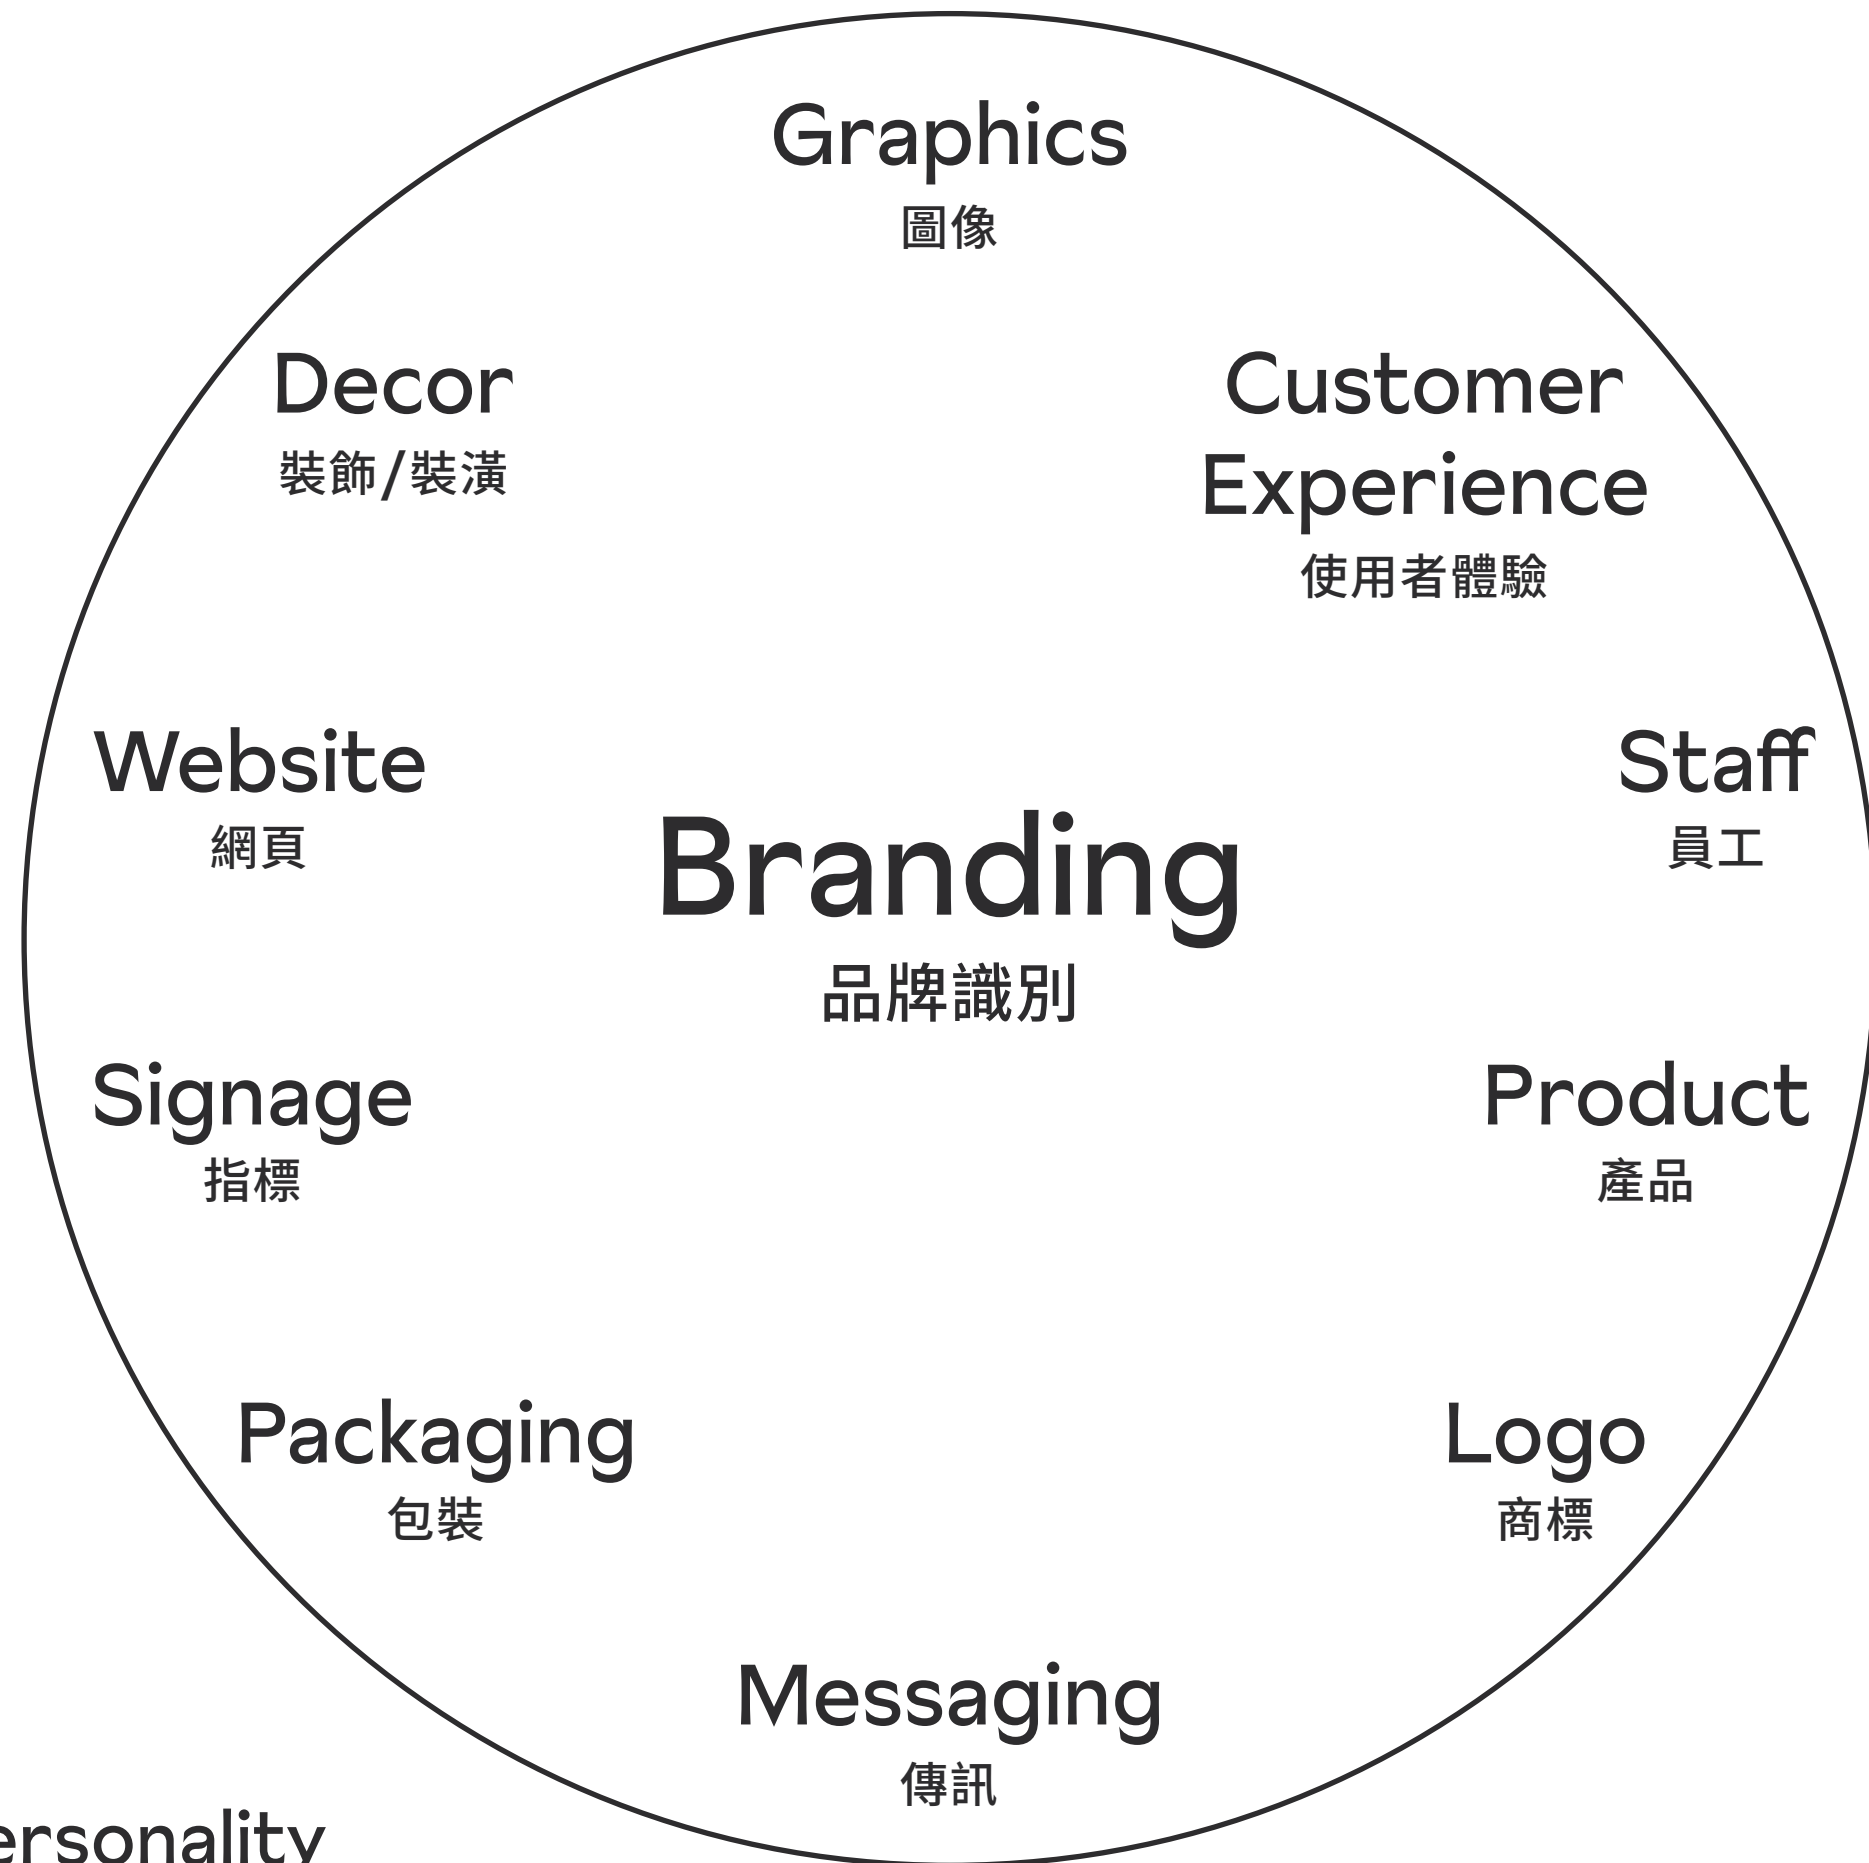 Graphics
圖像
Decor
裝飾/裝潢
Customer
Experience
使用者體驗
Website
網頁
Staff
員工
Branding
品牌識別
Signage
指標
Product
產品
Packaging
包裝
Logo
商標
Messaging
傳訊
ersonality